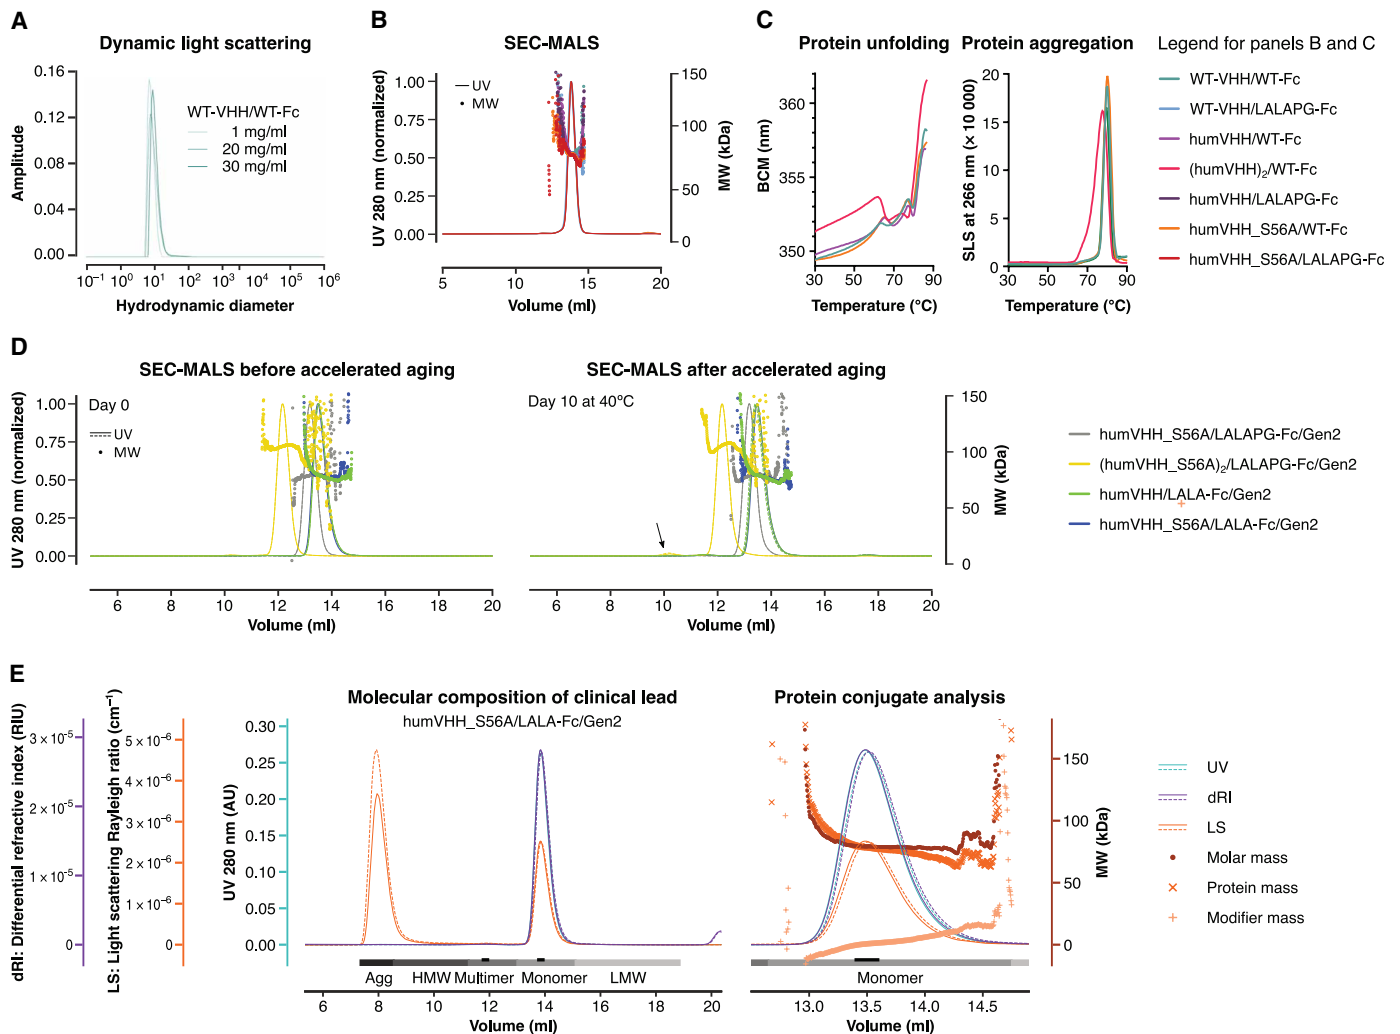 A
Dynamic light scattering
0.16
0.12
0.08
0.04
0.00
Amplitude
WT-VHH/WT-Fc
1 mg/ml
20 mg/ml
30 mg/ml
10⁻¹ 10⁰ 10¹ 10² 10³ 10⁴ 10⁵ 10⁶
Hydrodynamic diameter
B
SEC-MALS
UV 280 nm (normalized)
1.00
0.75
0.50
0.25
0.00
UV
MW
150
100
50
0
MW (kDa)
5 10 15 20
Volume (ml)
C
Protein unfolding
BCM (nm)
360
355
350
30 50 70 90
Temperature (°C)
Protein aggregation
SLS at 266 nm (× 10 000)
20
15
10
5
0
30 50 70 90
Temperature (°C)
Legend for panels B and C
WT-VHH/WT-Fc
WT-VHH/LALAPG-Fc
humVHH/WT-Fc
(humVHH)₂/WT-Fc
humVHH/LALAPG-Fc
humVHH_S56A/WT-Fc
humVHH_S56A/LALAPG-Fc
D
SEC-MALS before accelerated aging
UV 280 nm (normalized)
1.00
0.75
0.50
0.25
0.00
Day 0
UV
MW
6 8 10 12 14 16 18 20
Volume (ml)
SEC-MALS after accelerated aging
Day 10 at 40°C
150
100
50
0
MW (kDa)
6 8 10 12 14 16 18 20
Volume (ml)
humVHH_S56A/LALAPG-Fc/Gen2
(humVHH_S56A)₂/LALAPG-Fc/Gen2
humVHH/LALA-Fc/Gen2
humVHH_S56A/LALA-Fc/Gen2
E
dRI: Differential refractive index (RIU)
3×10⁻⁵
2×10⁻⁵
1×10⁻⁵
0
LS: Light scattering Rayleigh ratio (cm⁻¹)
5×10⁻⁶
4×10⁻⁶
3×10⁻⁶
2×10⁻⁶
1×10⁻⁶
0
Molecular composition of clinical lead
humVHH_S56A/LALA-Fc/Gen2
UV 280 nm (AU)
0.30
0.25
0.20
0.15
0.10
0.05
0.00
Agg HMW Multimer Monomer LMW
6 8 10 12 14 16 18 20
Volume (ml)
Protein conjugate analysis
150
100
50
0
MW (kDa)
Monomer
13.0 13.5 14.0 14.5
Volume (ml)
UV
dRI
LS
Molar mass
Protein mass
Modifier mass